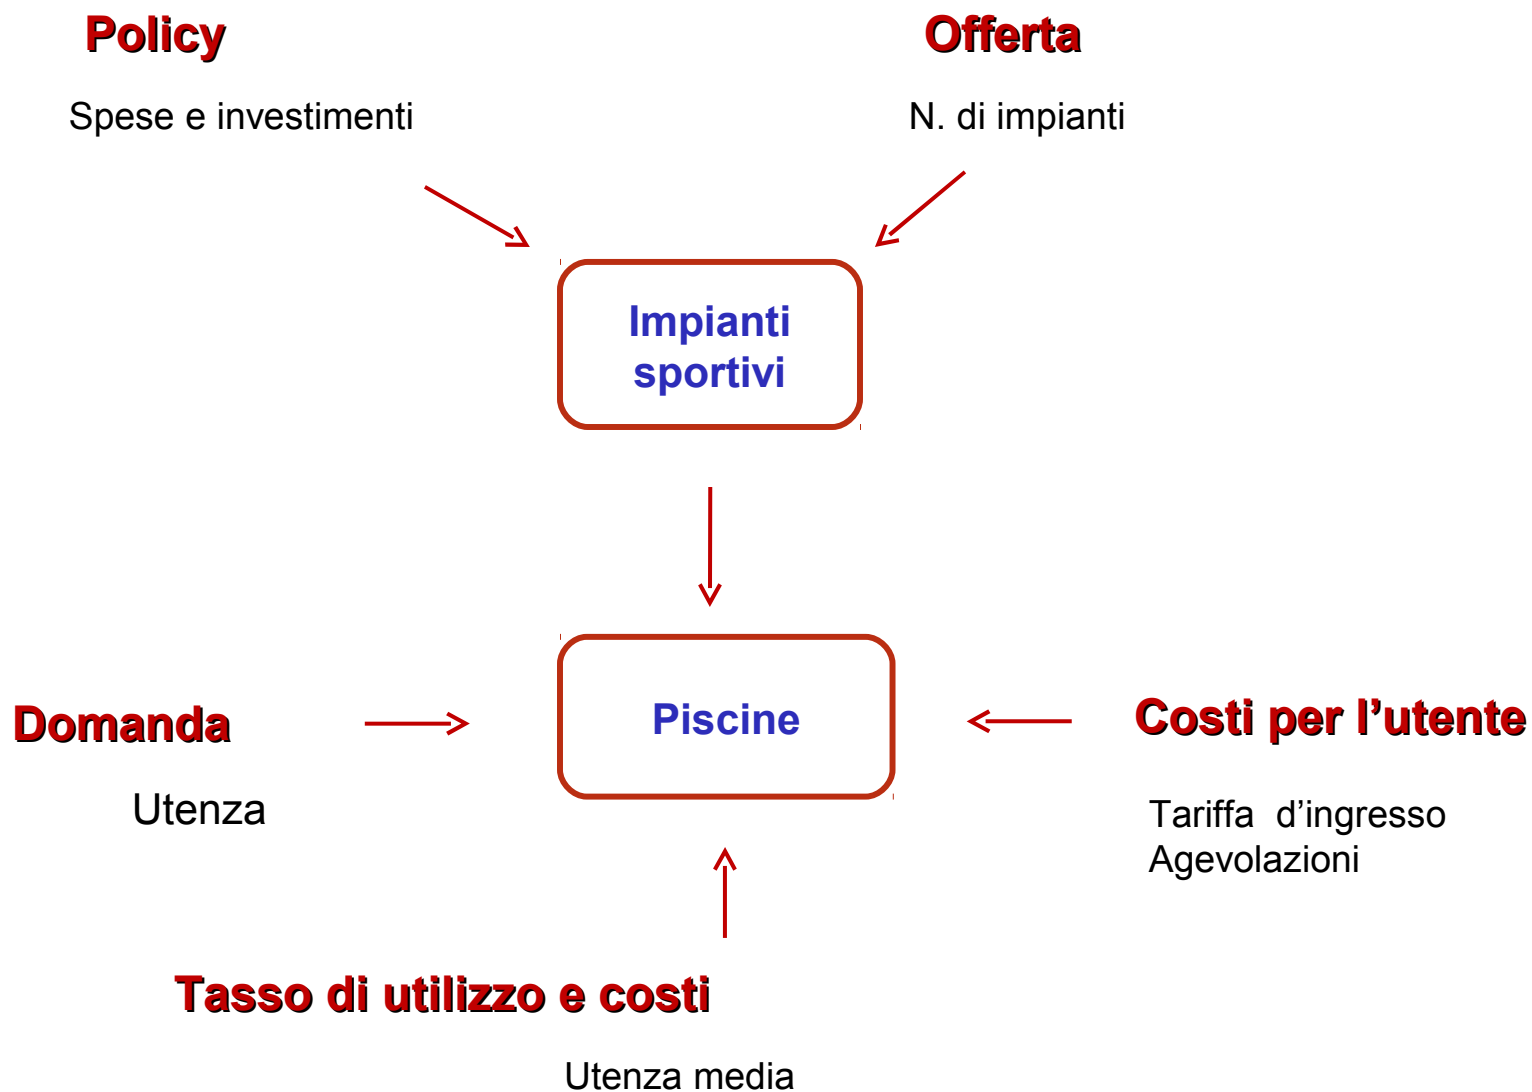 Policy
Offerta
Spese e investimenti
N. di impianti
Impianti
sportivi
Domanda
Piscine
Costi per l’utente
Utenza
Tariffa d’ingresso
Agevolazioni
Tasso di utilizzo e costi
Utenza media